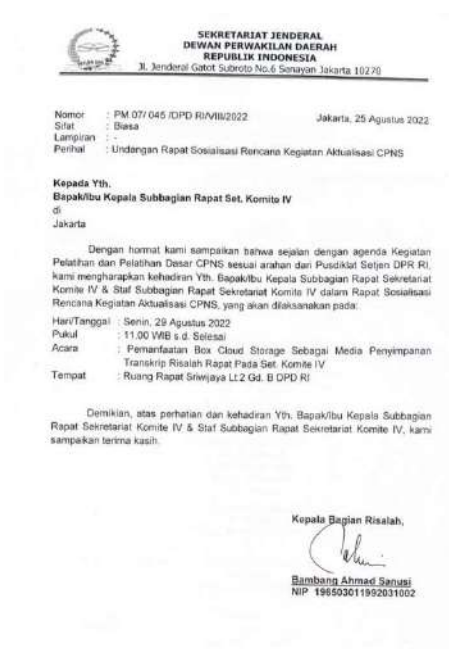 SEKRETARIAT JENDERAL
DEWAN PERWAKILAN DAERAH
REPUBLIK INDONESIA
Jl. Jenderal Gatot Subroto No.6 Senayan Jakarta 10270
Nomor : PM.07/045 /DPD RI/VIII/2022 Jakarta, 25 Agustus 2022
Sifat : Biasa
Lampiran : -
Perihal : Undangan Rapat Sosialisasi Rencana Kegiatan Aktualisasi CPNS
Kepada Yth.
Bapak/Ibu Kepala Subbagian Rapat Set. Komite IV
di
Jakarta
Dengan hormat kami sampaikan bahwa sejalan dengan agenda Kegiatan
Pelatihan dan Pelatihan Dasar CPNS sesuai arahan dari Pusdiklat Setjen DPR RI,
kami mengharapkan kehadiran Yth. Bapak/Ibu Kepala Subbagian Rapat Sekretariat
Komite IV & Staf Subbagian Rapat Sekretariat Komite IV dalam Rapat Sosialisasi
Rencana Kegiatan Aktualisasi CPNS, yang akan dilaksanakan pada:
Hari/Tanggal : Senin, 29 Agustus 2022
Pukul : 11.00 WIB s.d. Selesai
Acara : Pemanfaatan Box Cloud Storage Sebagai Media Penyimpanan
Transkrip Risalah Rapat Pada Set. Komite IV
Tempat : Ruang Rapat Sriwijaya Lt.2 Gd. B DPD RI
Demikian, atas perhatian dan kehadiran Yth. Bapak/Ibu Kepala Subbagian
Rapat Sekretariat Komite IV & Staf Subbagian Rapat Sekretariat Komite IV, kami
sampaikan terima kasih.
Kepala Bagian Risalah,
Bambang Ahmad Sanusi
NIP 196503011992031002